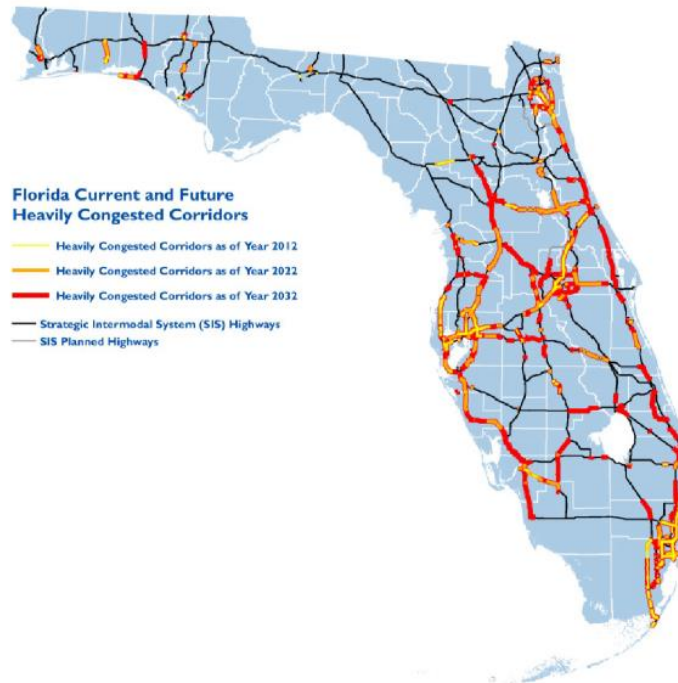 Florida Current and Future
Heavily Congested Corridors
Heavily Congested Corridors as of Year 2012
Heavily Congested Corridors as of Year 2022
Heavily Congested Corridors as of Year 2032
Strategic Intermodal System (SIS) Highways
SIS Planned Highways